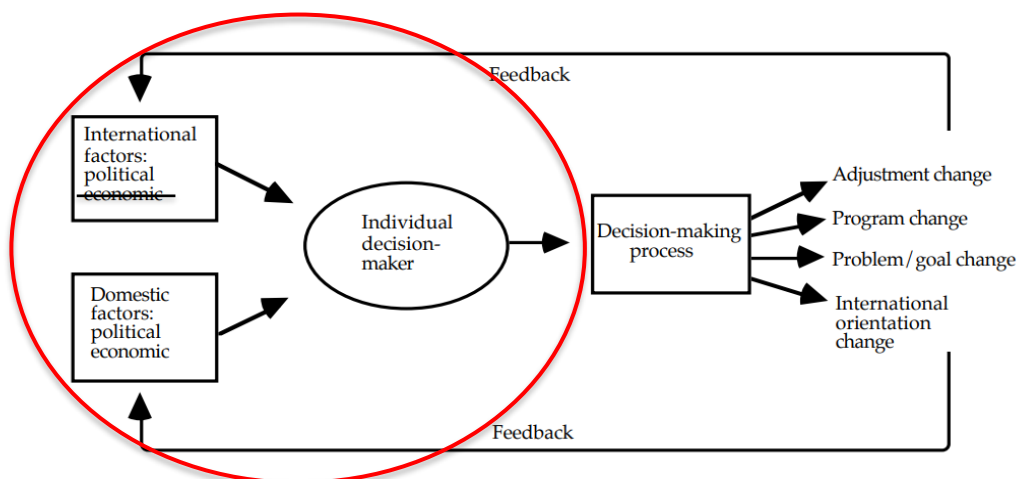 Feedback
International
factors:
political
economic
Individual
decision-
maker
Decision-making
process
Adjustment change
Program change
Problem/goal change
International
orientation
change
Domestic
factors:
political
economic
Feedback